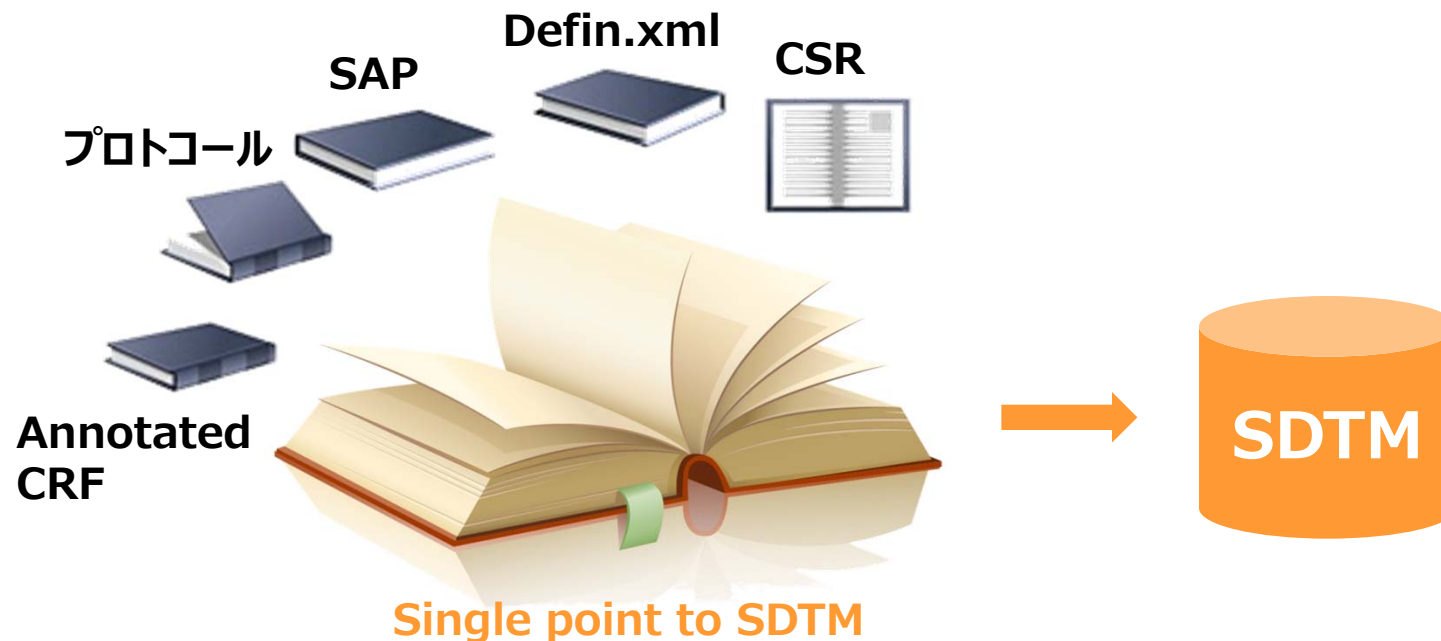 Defin.xml
SAP
CSR
プロトコール
Annotated
CRF
SDTM
Single point to SDTM